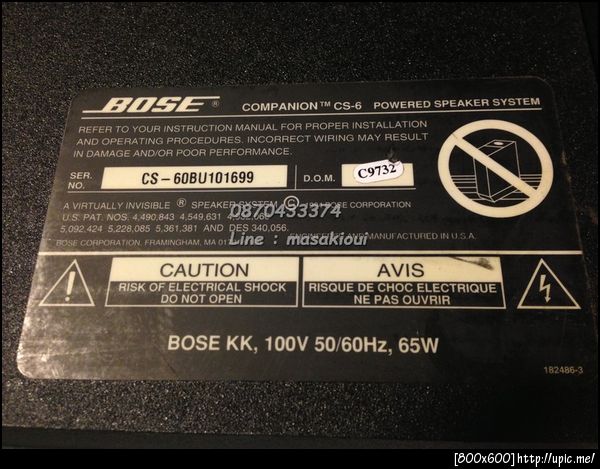 BOSE ® COMPANION™ CS-6 POWERED SPEAKER SYSTEM
REFER TO YOUR INSTRUCTION MANUAL FOR PROPER INSTALLATION
AND OPERATING PROCEDURES. INCORRECT WIRING MAY RESULT
IN DAMAGE AND/OR POOR PERFORMANCE.
SER. NO. CS-60BU101699 D.O.M. C9732
A VIRTUALLY INVISIBLE ® SPEAKER SYSTEM © 1991 BOSE CORPORATION
0870433374
U.S. PAT. NOS. 4,490,843 4,549,631
5,092,424 5,228,085 5,361,381 AND DES 340,056.
Line : masakioui
BOSE CORPORATION, FRAMINGHAM, MA ENGINEERED AND MANUFACTURED IN U.S.A.
CAUTION
RISK OF ELECTRICAL SHOCK
DO NOT OPEN
AVIS
RISQUE DE CHOC ELECTRIQUE
NE PAS OUVRIR
BOSE KK, 100V 50/60Hz, 65W
182486-3
[800x600]http://upic.me/